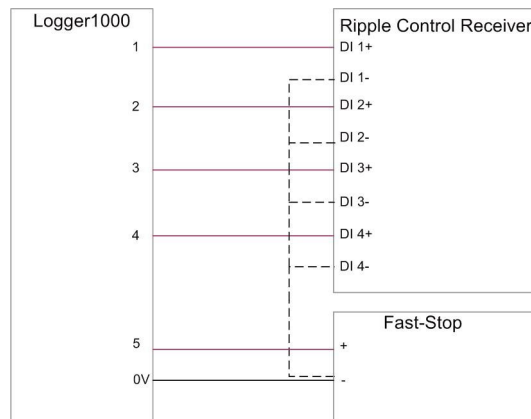 Logger1000
Ripple Control Receiver
1
DI 1+
DI 1-
2
DI 2+
DI 2-
3
DI 3+
DI 3-
4
DI 4+
DI 4-
Fast-Stop
5
+
0V
-